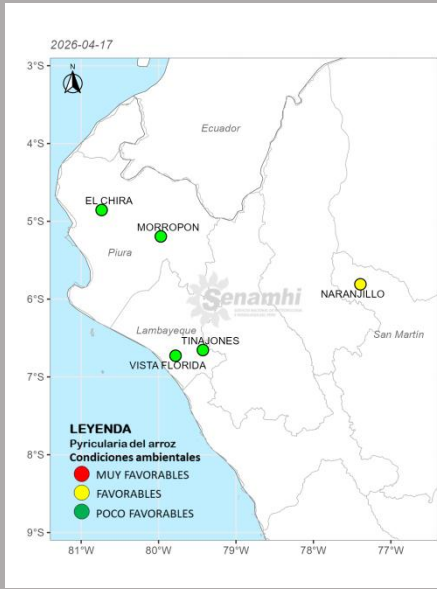 2026-04-17
N
3°S
4°S
5°S
6°S
7°S
8°S
9°S
Ecuador
EL CHIRA
MORROPON
Piura
NARANJILLO
Senamhi
San Martín
Lambayeque
TINAJONES
VISTA FLORIDA
LEYENDA
Pyricularia del arroz
Condiciones ambientales
MUY FAVORABLES
FAVORABLES
POCO FAVORABLES
81°W
80°W
79°W
78°W
77°W